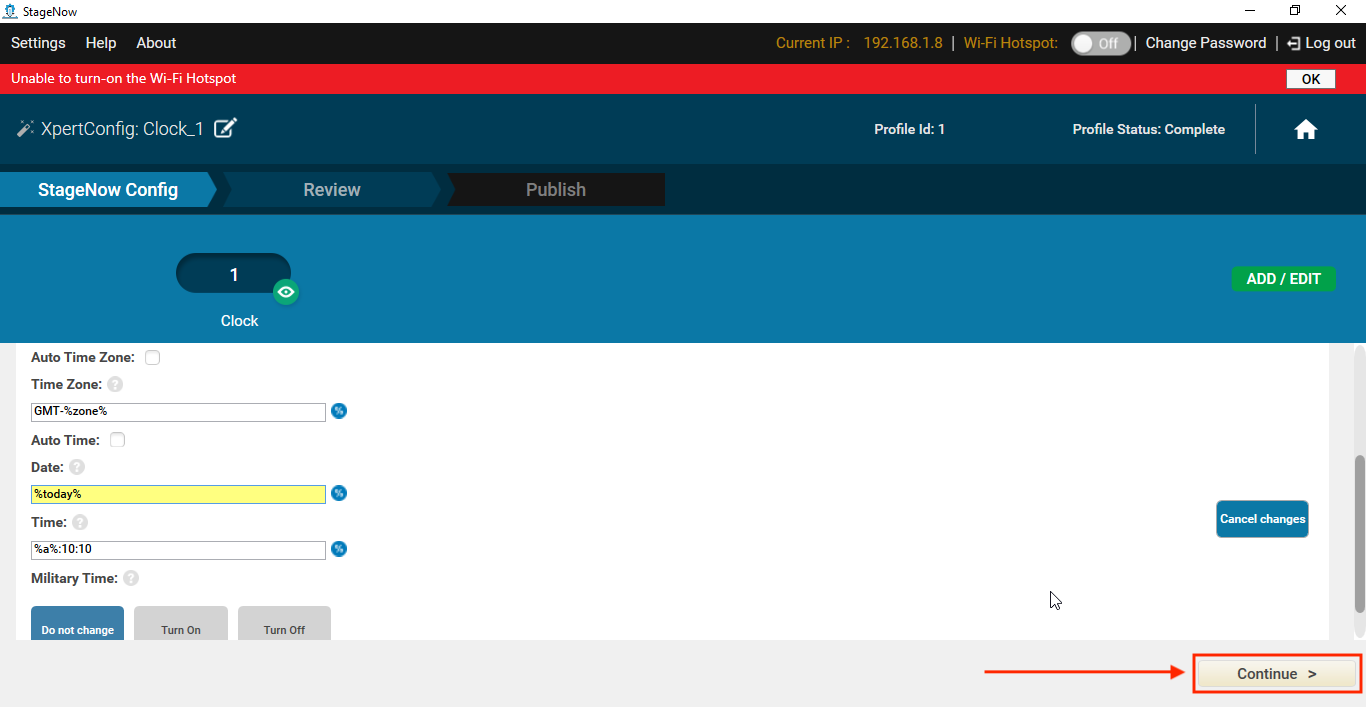 StageNow
Settings Help About Current IP : 192.168.1.8 | Wi-Fi Hotspot: Off | Change Password | Log out
Unable to turn-on the Wi-Fi Hotspot OK
XpertConfig: Clock_1 Profile Id: 1 Profile Status: Complete
StageNow Config Review Publish
1
ADD / EDIT
Clock
Auto Time Zone:
Time Zone: ?
GMT-%zone% %
Auto Time:
Date: ?
%today% %
Cancel changes
Time: ?
%a%:10:10 %
Military Time: ?
Do not change Turn On Turn Off
Continue >